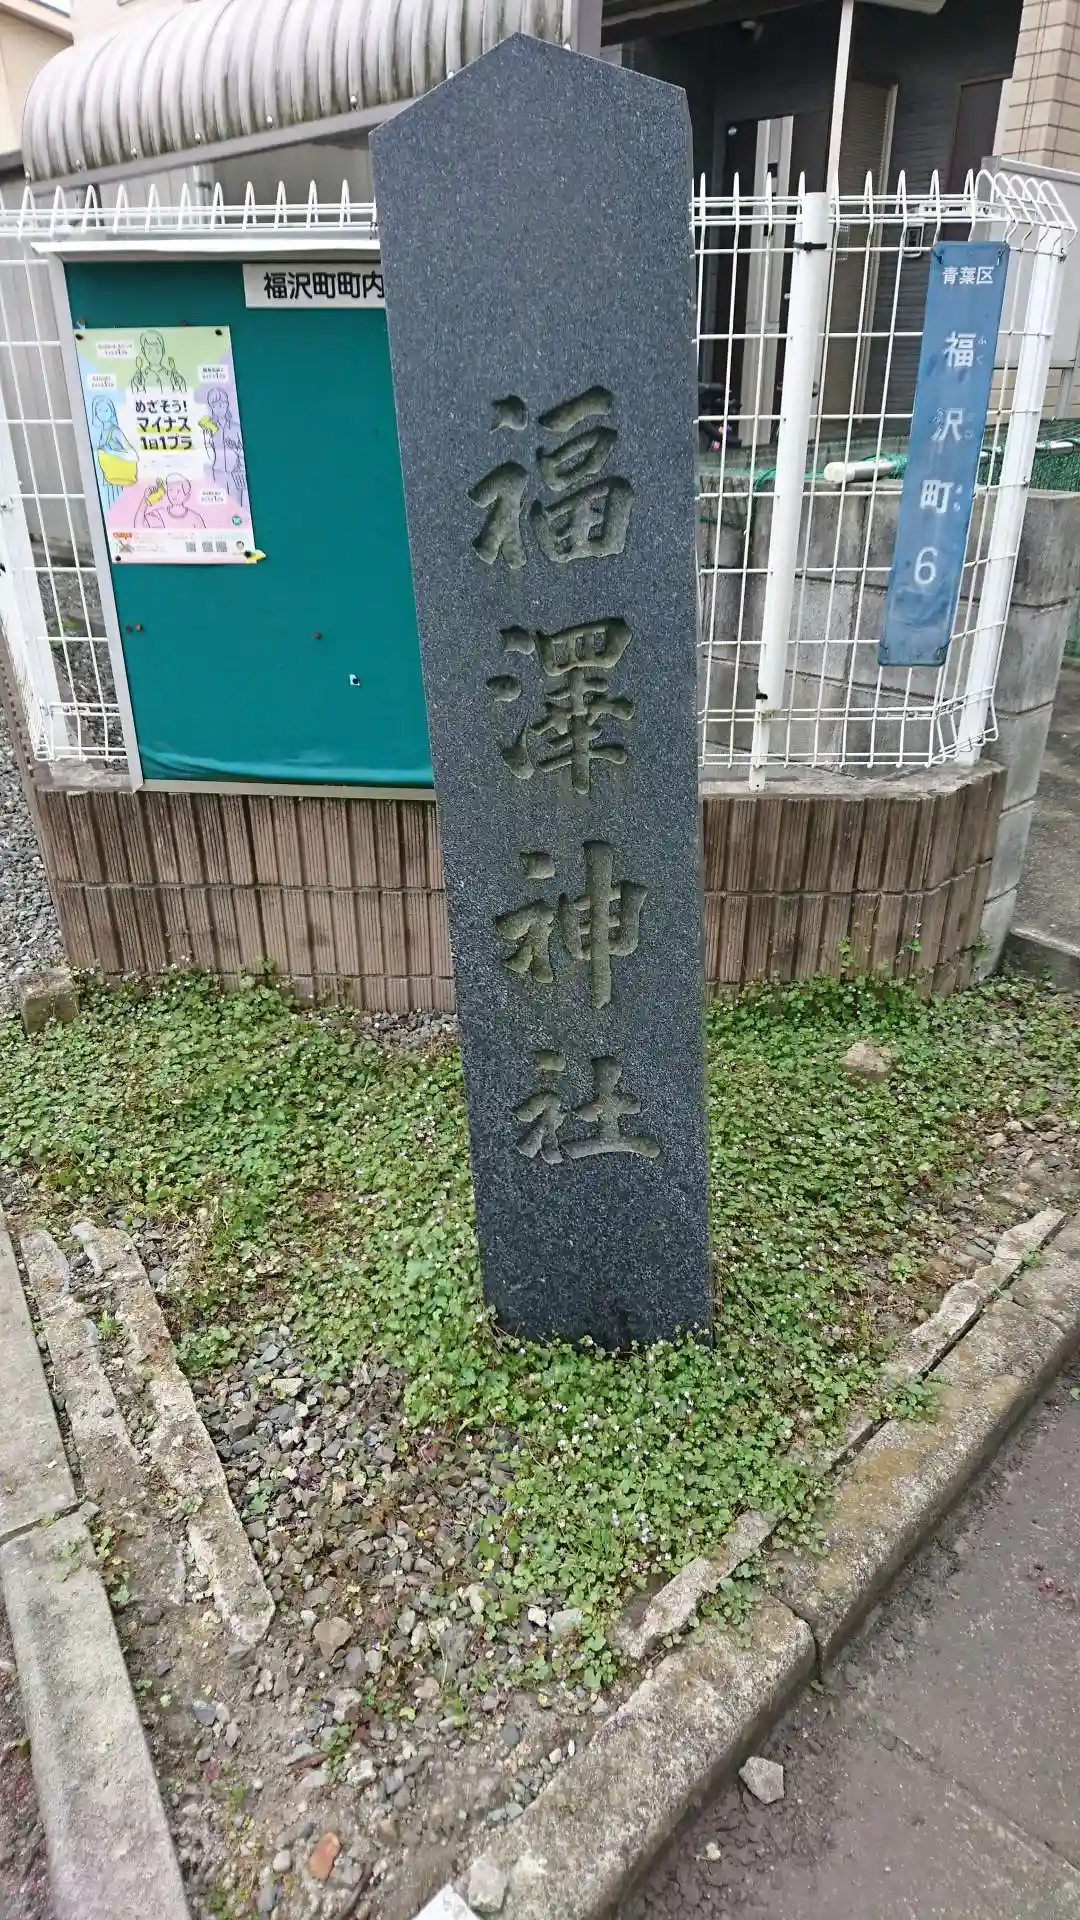 福澤神社
福沢町町内
めざそう!
マイナス
1日1プラ
青葉区
福沢町
6